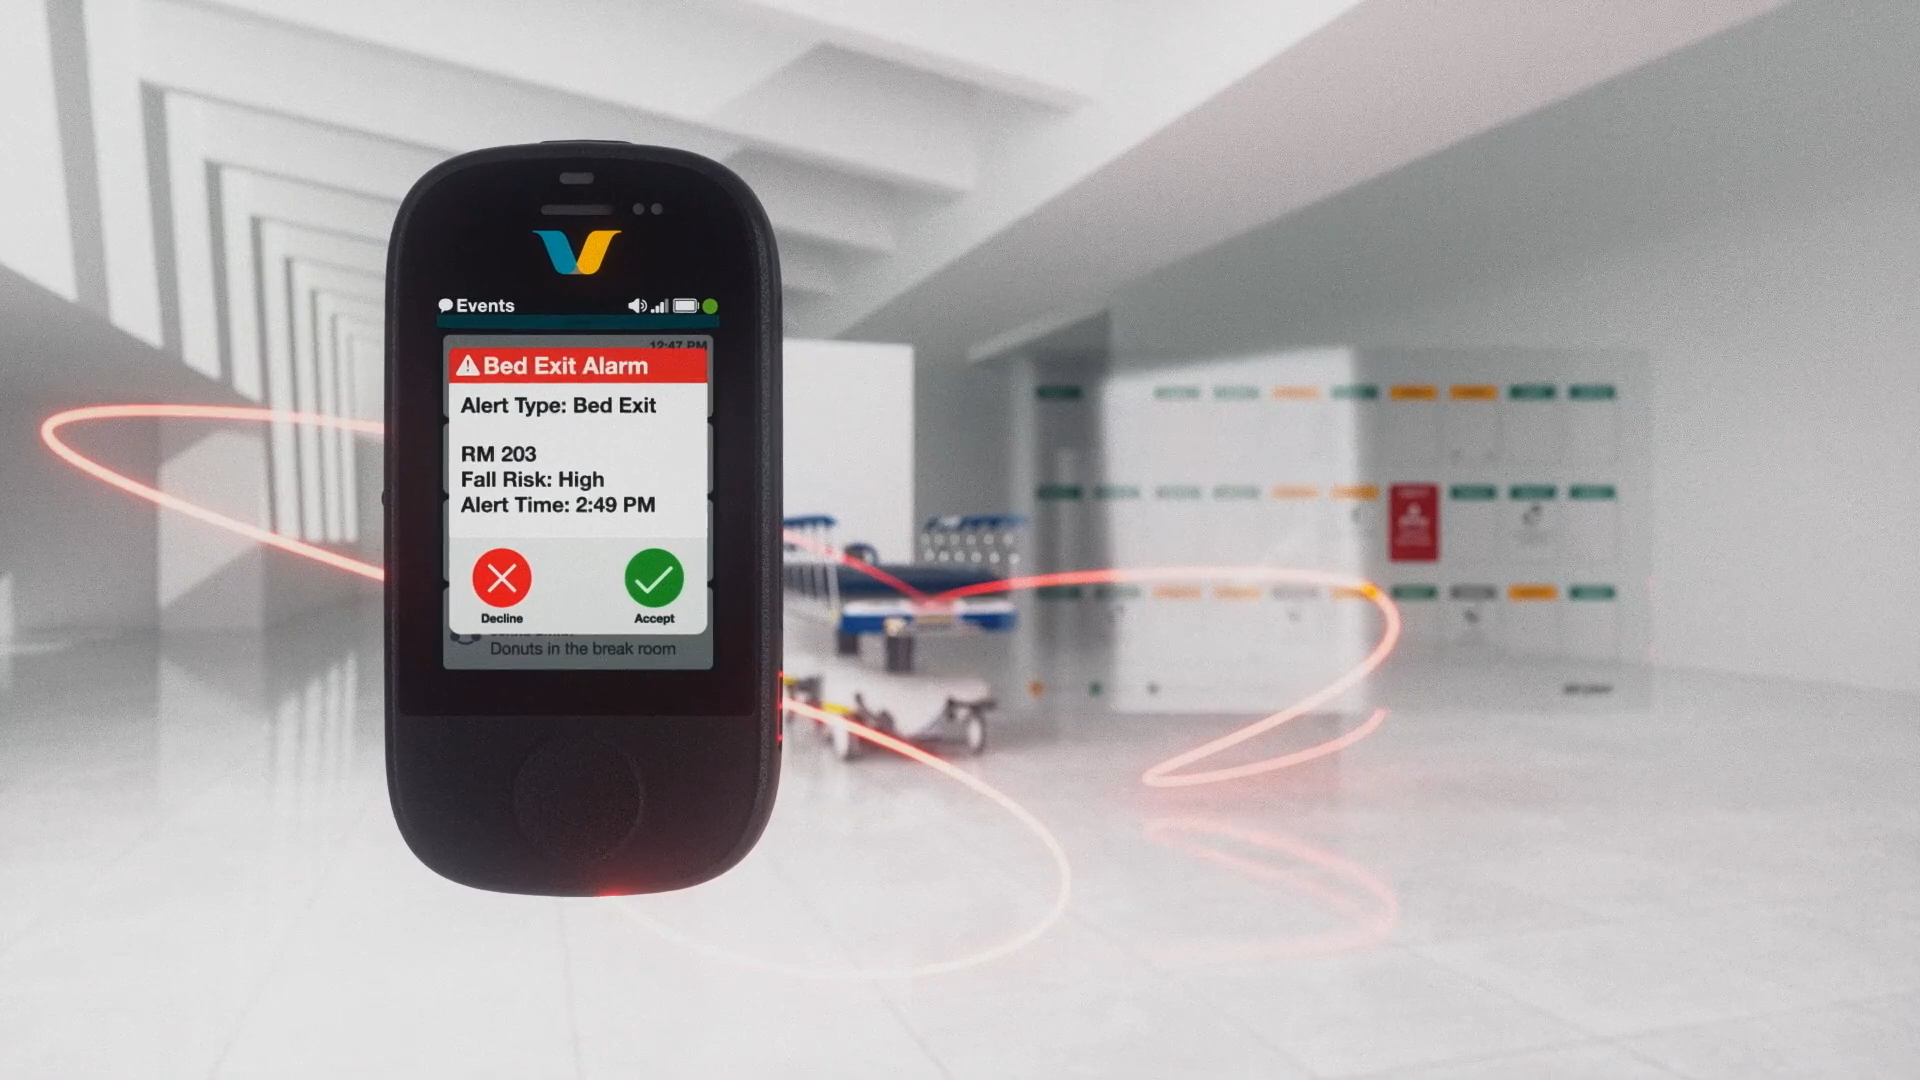 Events
12:47 PM
Bed Exit Alarm
Alert Type: Bed Exit
RM 203
Fall Risk: High
Alert Time: 2:49 PM
Decline
Accept
Donuts in the break room